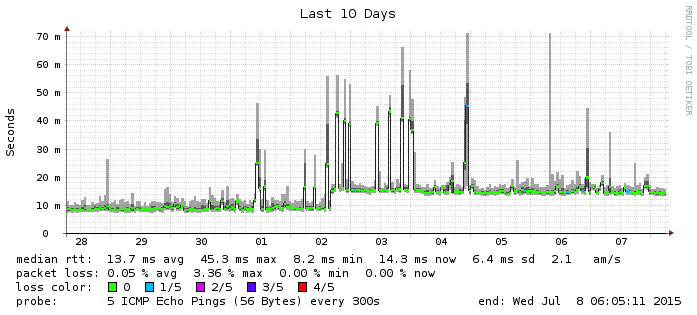 Last 10 Days
RRDTOOL / TOBI OETIKER
Seconds
70 m
60 m
50 m
40 m
30 m
20 m
10 m
0
28 29 30 01 02 03 04 05 06 07
median rtt: 13.7 ms avg 45.3 ms max 8.2 ms min 14.3 ms now 6.4 ms sd 2.1 am/s
packet loss: 0.05 % avg 3.36 % max 0.00 % min 0.00 % now
loss color: 0 1/5 2/5 3/5 4/5
probe: 5 ICMP Echo Pings (56 Bytes) every 300s end: Wed Jul 8 06:05:11 2015